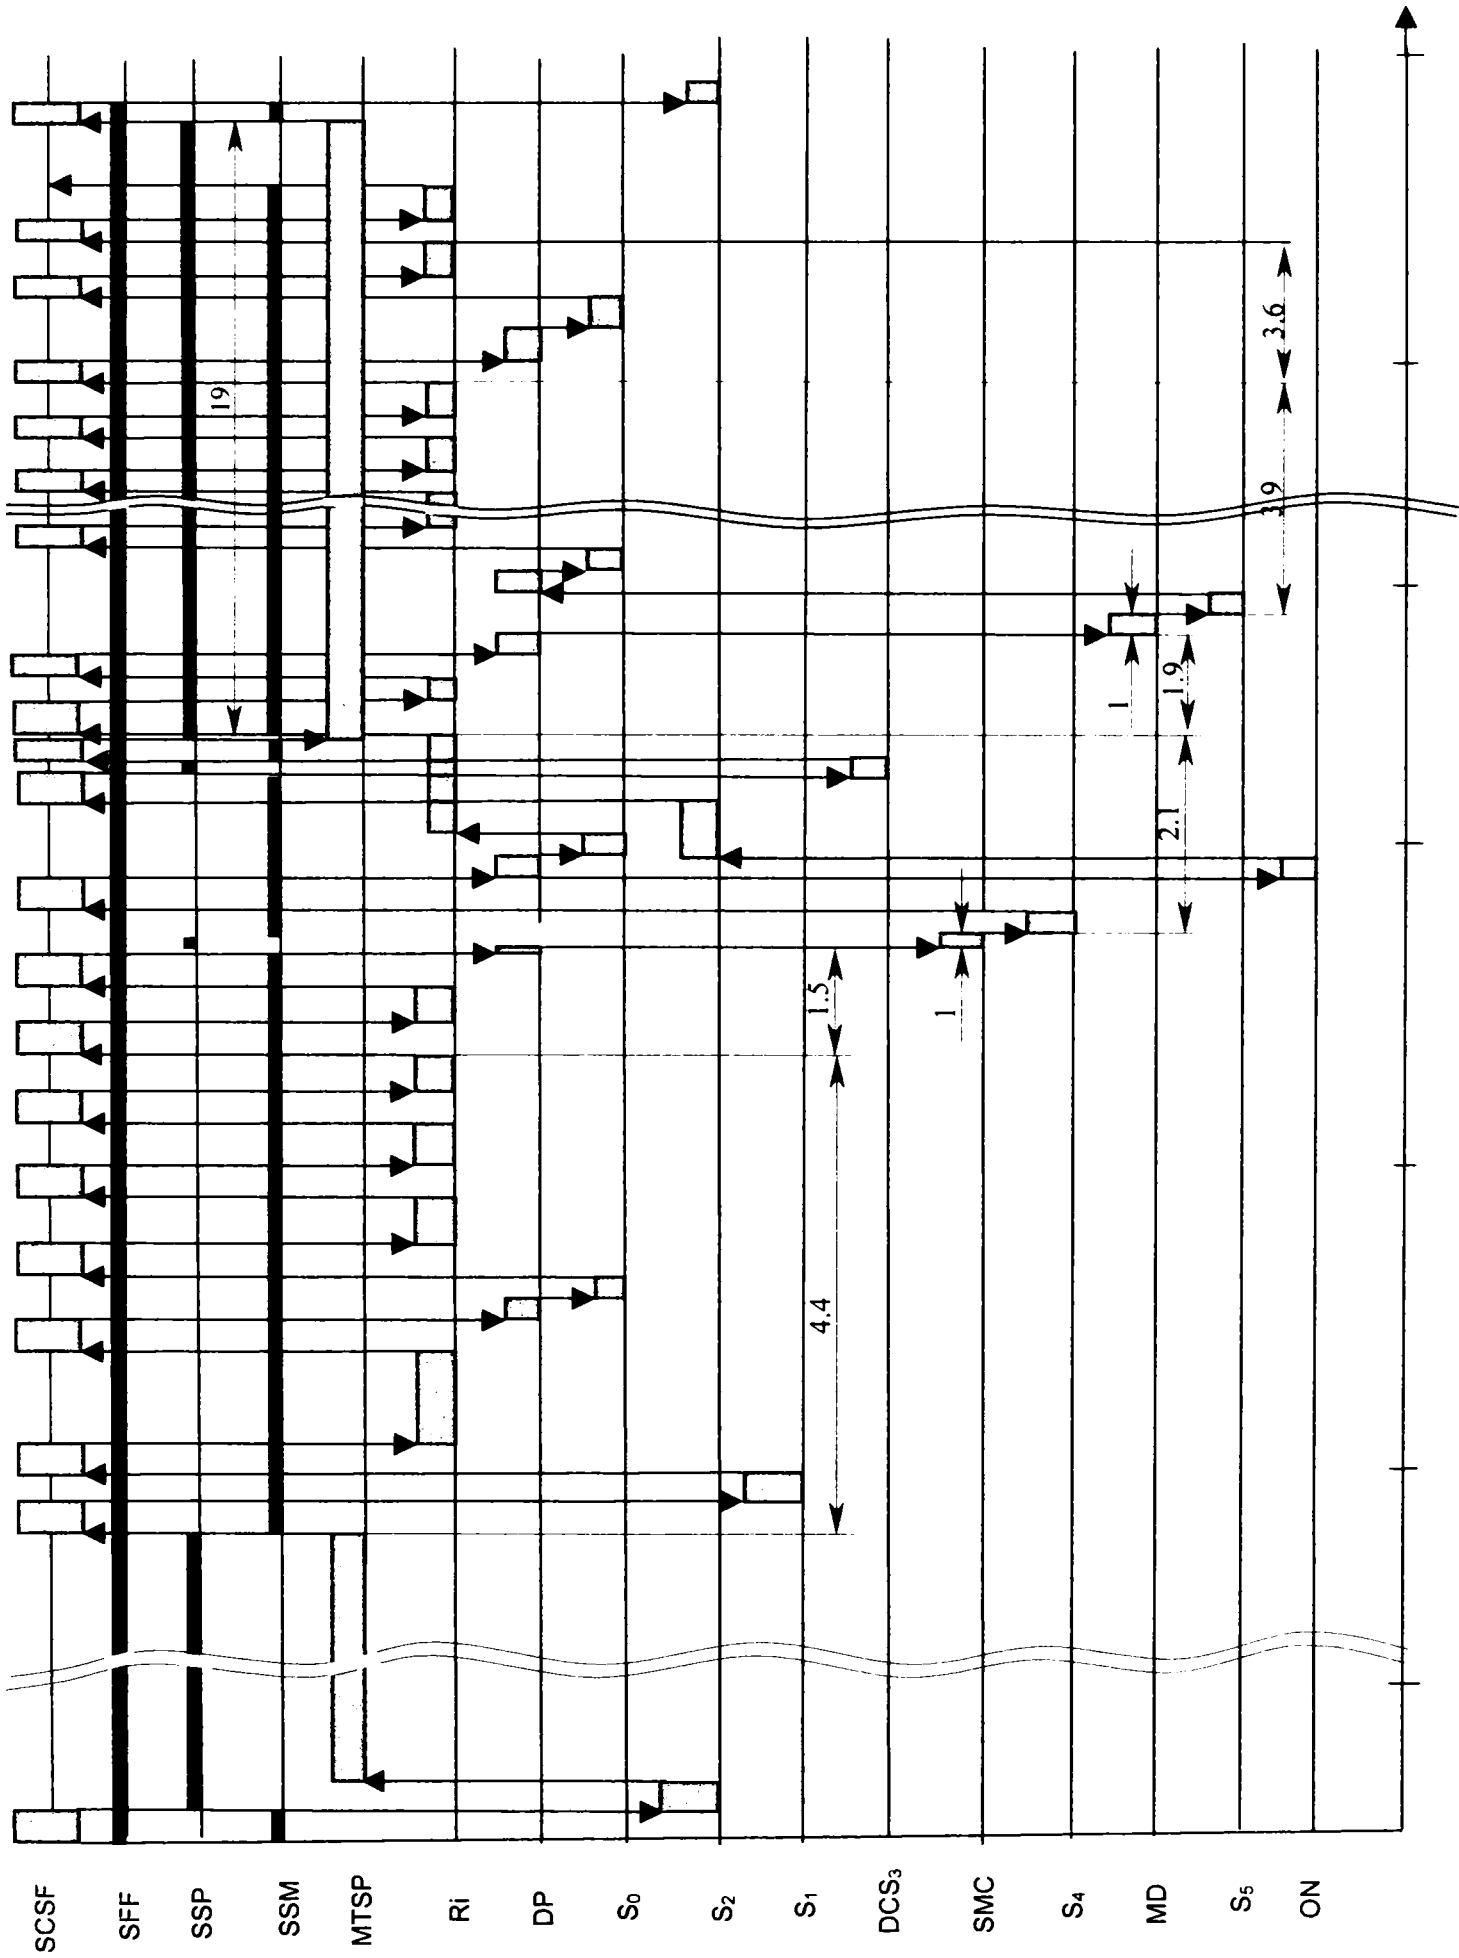 SCSF
SFF
SSP
SSM
MTSP
Ri
DP
S₀
S₂
S₁
DCS₃
SMC
S₄
MD
S₅
ON
19
4.4
1.5
1
2.1
1.9
1
3.9
3.6